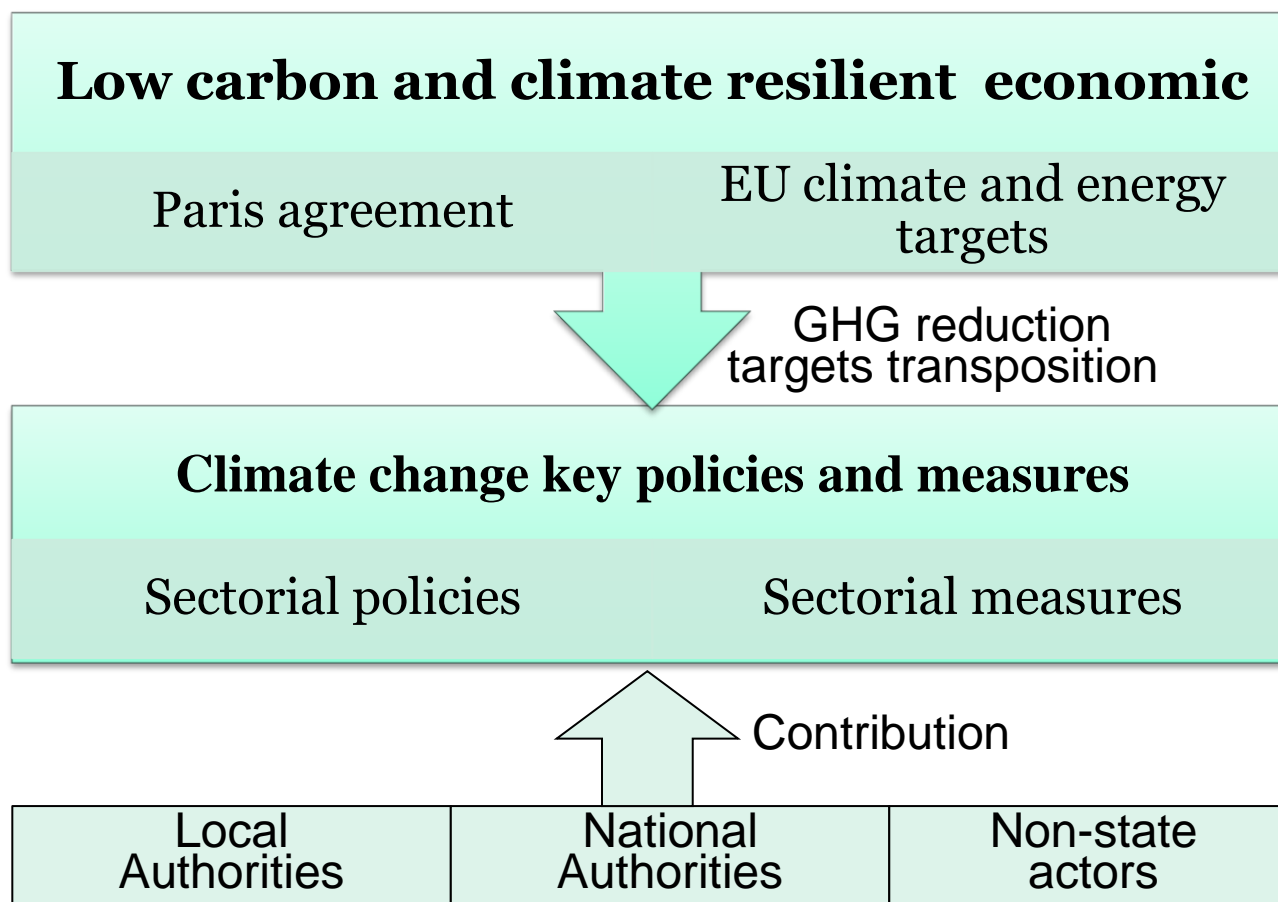 Low carbon and climate resilient economic
Paris agreement
EU climate and energy
targets
GHG reduction
targets transposition
Climate change key policies and measures
Sectorial policies
Sectorial measures
Contribution
Local
Authorities
National
Authorities
Non-state
actors